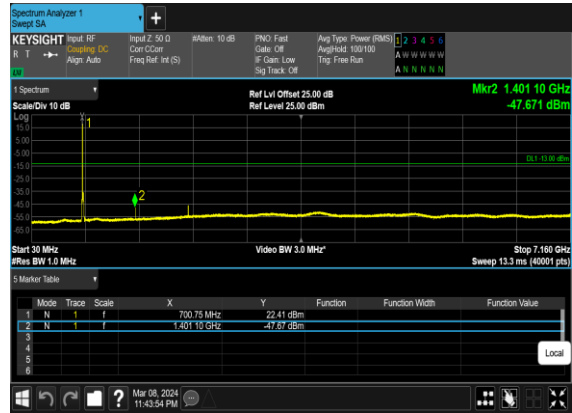 Spectrum Analyzer 1
Swept SA
+
KEYSIGHT Input: RF Input Z: 50 Ω #Atten: 10 dB PNO: Fast Avg Type: Power (RMS) 1 2 3 4 5 6
R T Coupling: DC Corr CCorr Gate: Off Avg|Hold: 100/100 A W W W W W
Align: Auto Freq Ref: Int (S) IF Gain: Low Trig: Free Run
Sig Track: Off A N N N N N
1 Spectrum Ref Lvl Offset 25.00 dB Mkr2 1.401 10 GHz
Scale/Div 10 dB Ref Level 25.00 dBm -47.671 dBm
Log
15.0
5.00
-5.00
DL1 -13.00 dBm
-15.0
-25.0
-35.0
-45.0
-55.0
-65.0
1
2
Start 30 MHz Video BW 3.0 MHz* Stop 7.160 GHz
#Res BW 1.0 MHz Sweep 13.3 ms (40001 pts)
5 Marker Table
Mode Trace Scale X Y Function Function Width Function Value
1 N 1 f 700.75 MHz 22.41 dBm
2 N 1 f 1.401 10 GHz -47.67 dBm
3
4
5
6
Local
? Mar 08, 2024
11:43:54 PM